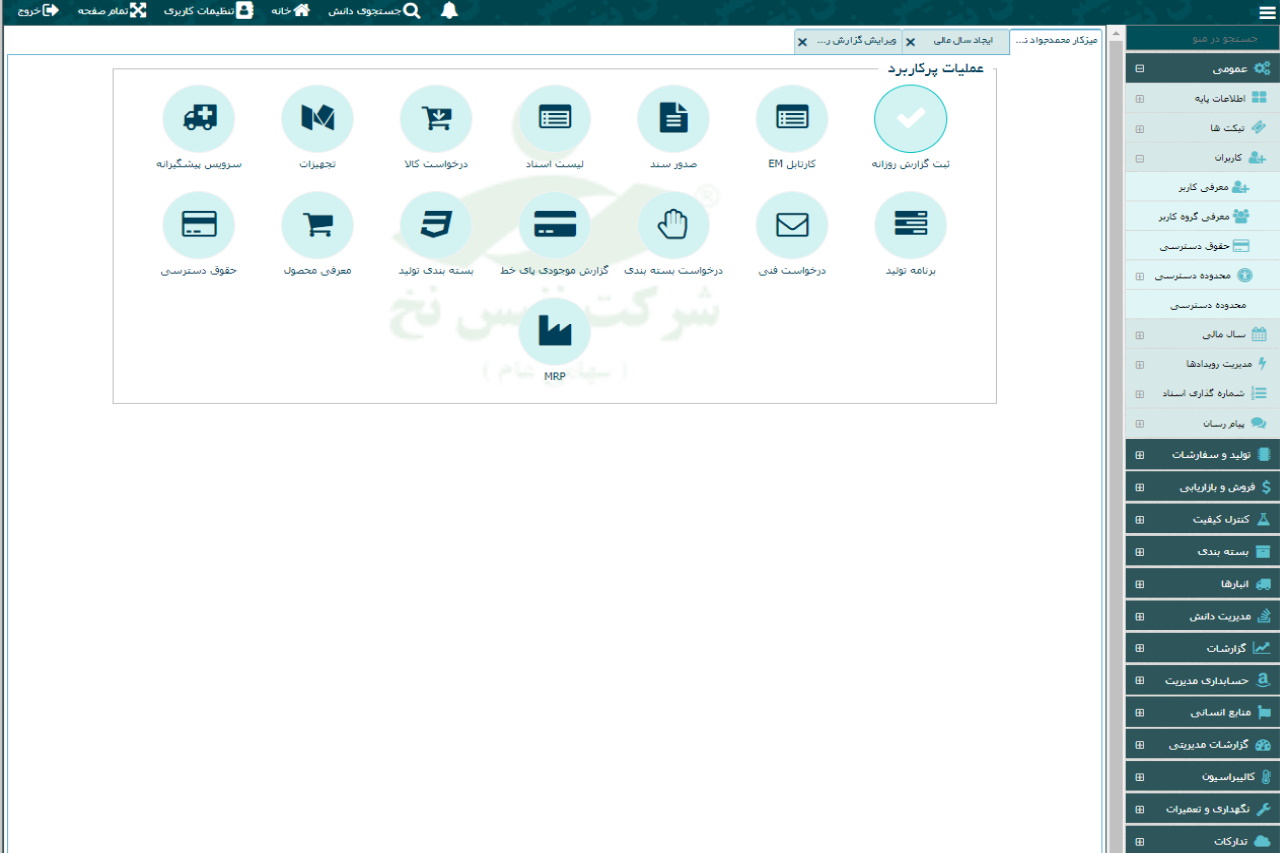 جستجوی دانش
خانه
تنظیمات کاربری
تمام صفحه
خروج
جستجو در منو
عمومی
اطلاعات پایه
تیکت ها
کاربران
معرفی کاربر
معرفی گروه کاربر
حقوق دسترسی
محدوده دسترسی
محدوده دسترسی
سال مالی
مدیریت رویدادها
شماره گذاری اسناد
پیام رسان
تولید و سفارشات
فروش و بازاریابی
کنترل کیفیت
بسته بندی
انبارها
مدیریت دانش
گزارشات
حسابداری مدیریت
منابع انسانی
گزارشات مدیریتی
کالیبراسیون
نگهداری و تعمیرات
تدارکات
میزکار محمدجواد ن...
ایجاد سال مالی
ویرایش گزارش ر...
عملیات پرکاربرد
ثبت گزارش روزانه
کارتابل EM
صدور سند
لیست اسناد
درخواست کالا
تجهیزات
سرویس پیشگیرانه
برنامه تولید
درخواست فنی
درخواست بسته بندی
گزارش موجودی پای خط
بسته بندی تولید
معرفی محصول
حقوق دسترسی
MRP
شرکت نفیس نخ
( سهامی تمام )